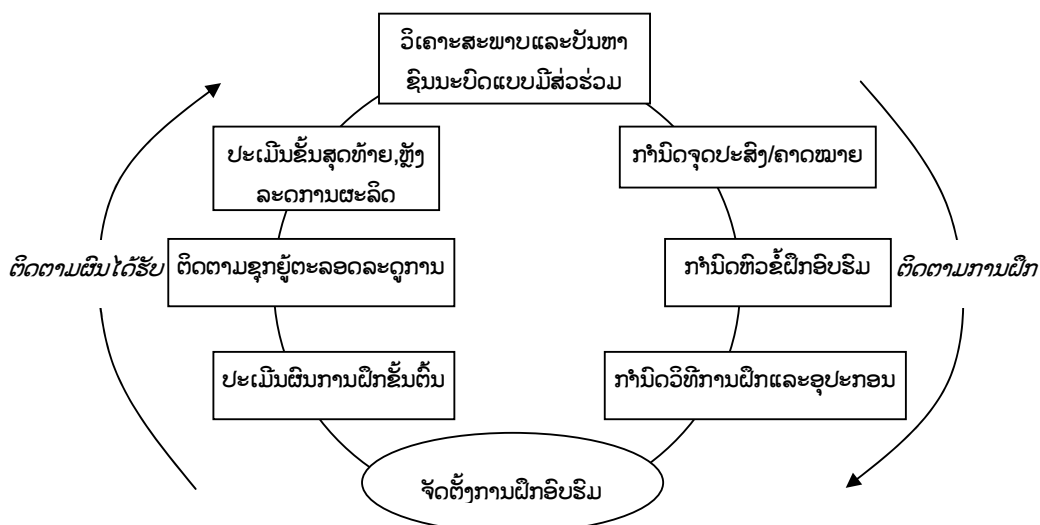 ວິເຄາະສະພາບແລະບັນຫາ
ຊົນນະບົດແບບມີສ່ວຮ່ວມ
ປະເມີນຂັ້ນສຸດທ້າຍ,ຫຼັງ
ລະດການຜະລິດ
ກຳນົດຈຸດປະສົງ/ຄາດໝາຍ
ຕິດຕາມຜົນໄດ້ຮັບ
ຕິດຕາມຊຸກຍູ້ຕະລອດລະດູການ
ກຳນົດຫົວຂໍ້ຝຶກອົບຮົມ
ຕິດຕາມການຝຶກ
ປະເມີນຜົນການຝຶກຂັ້ນຕົ້ນ
ກຳນົດວິທີການຝຶກແລະອຸປະກອນ
ຈັດຕັ້ງການຝຶກອົບຮົມ